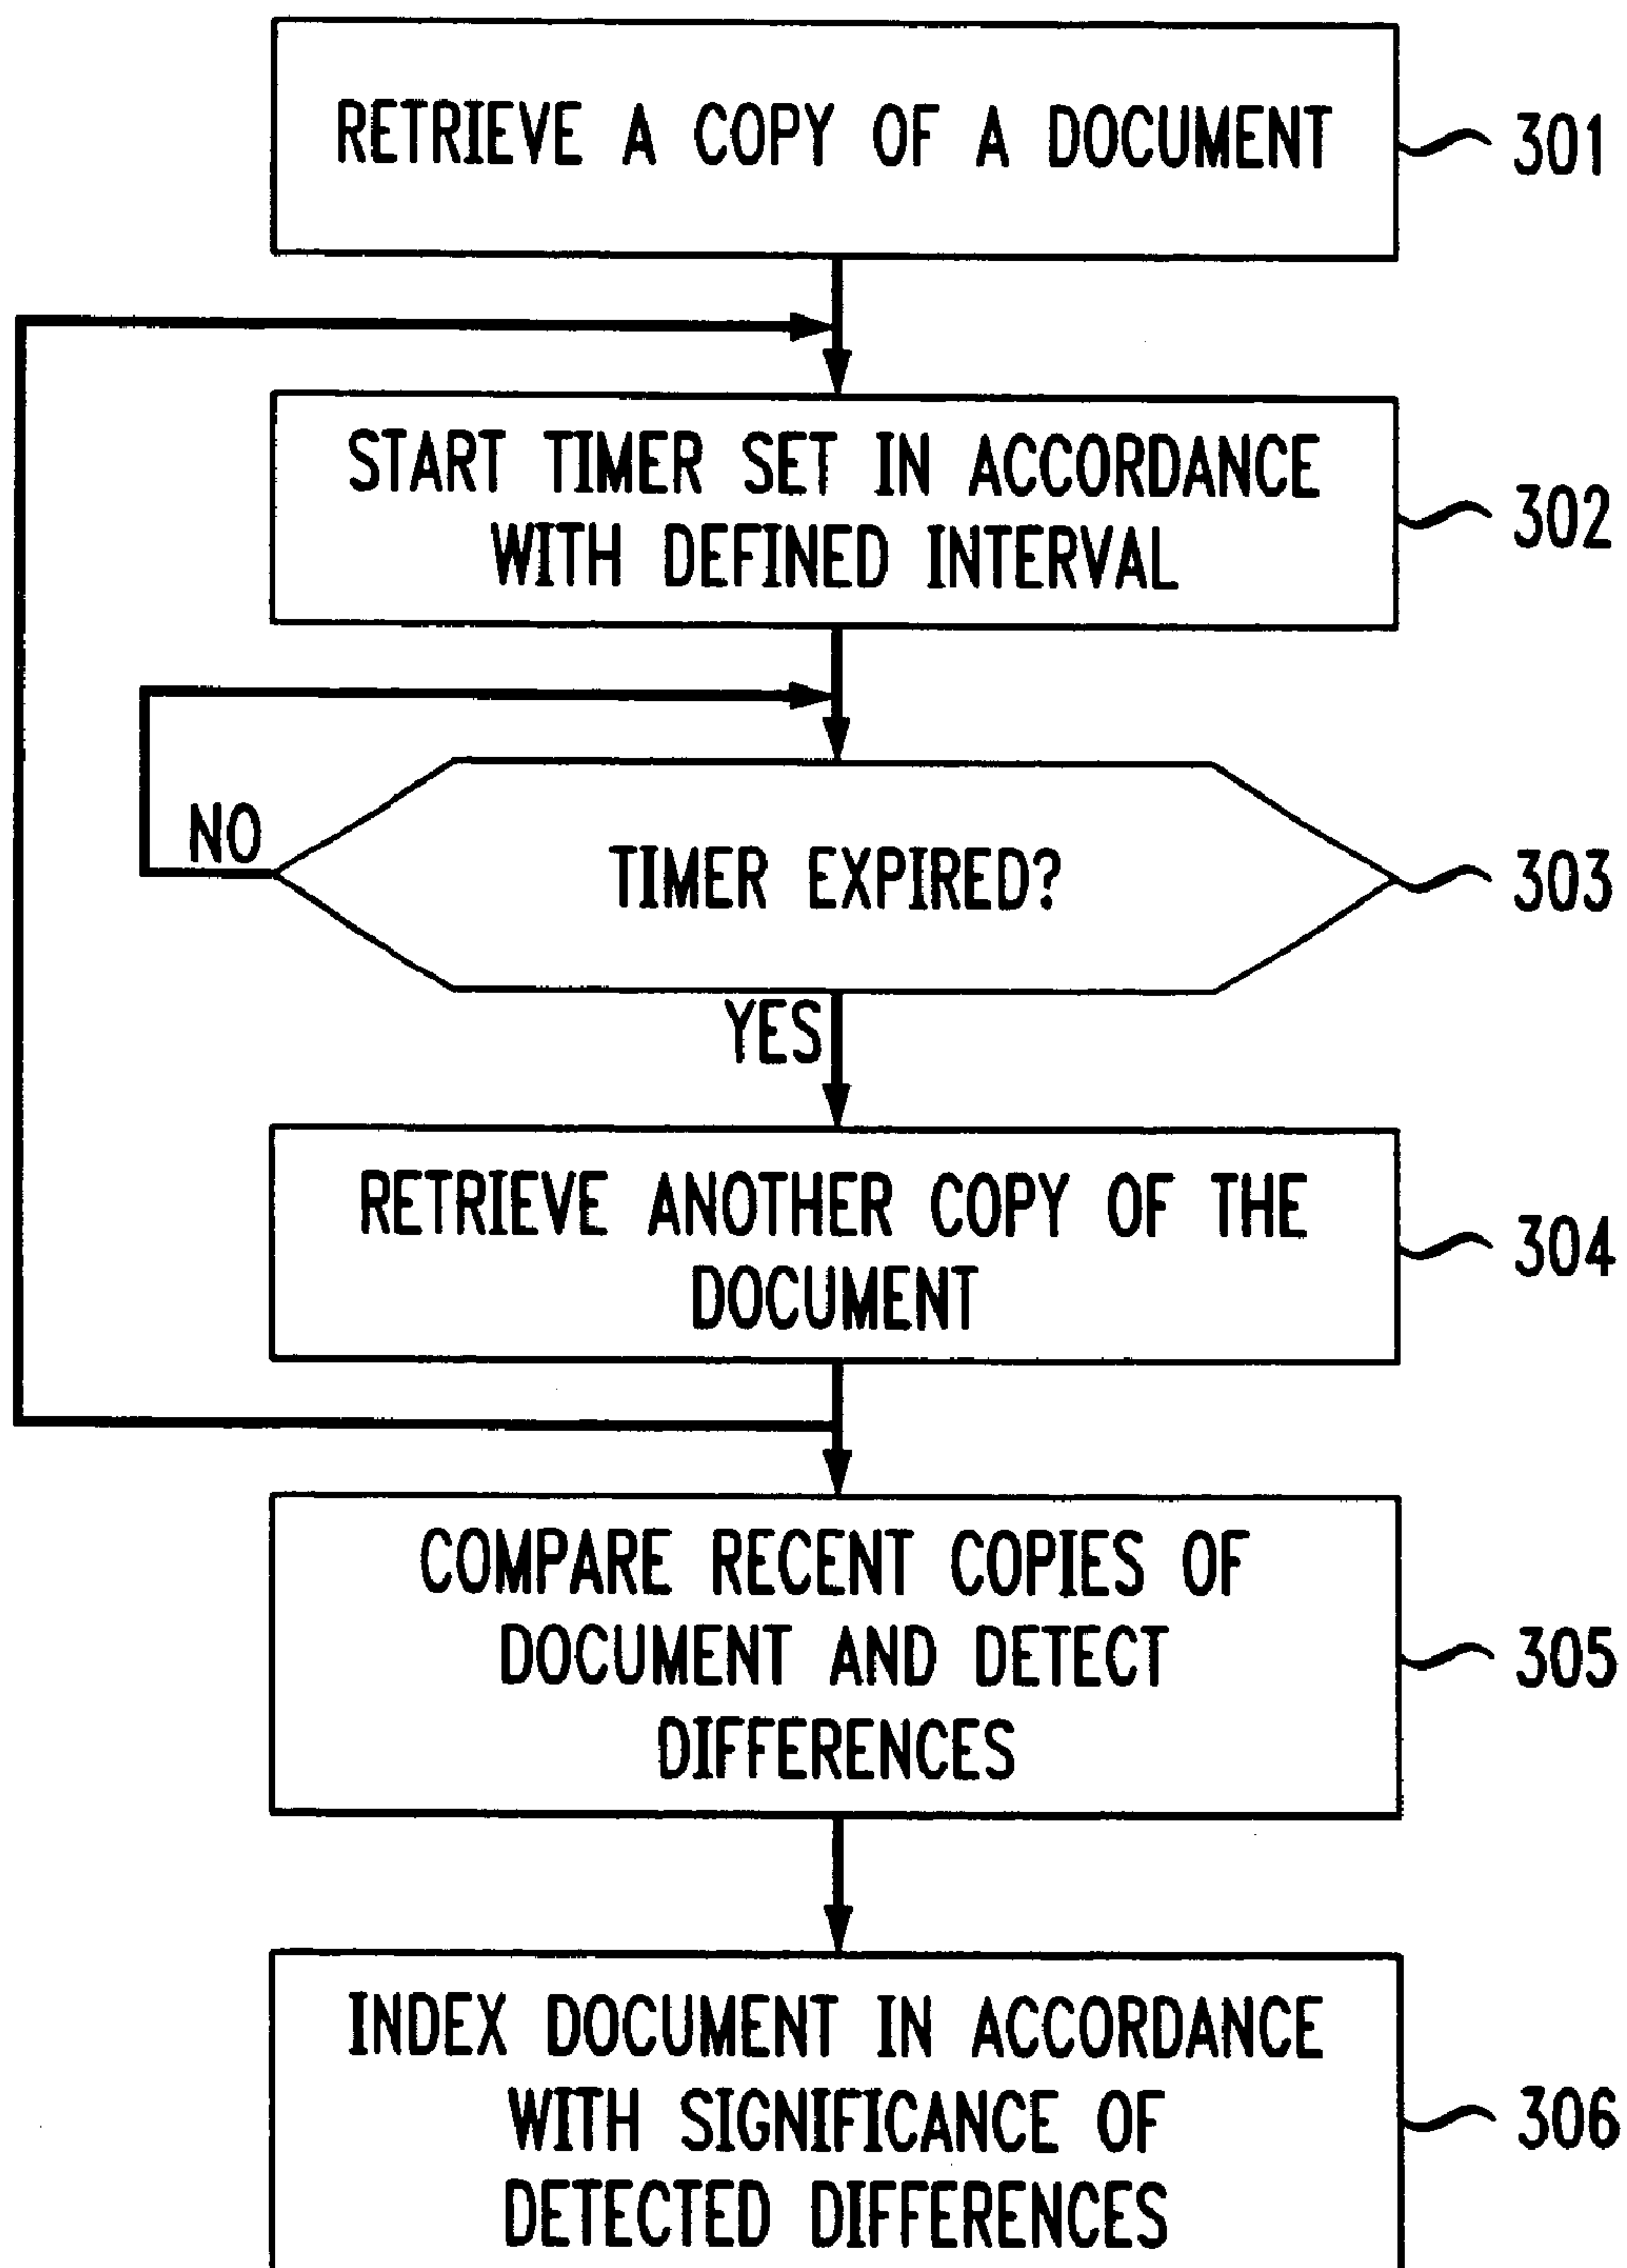 RETRIEVE A COPY OF A DOCUMENT
301
START TIMER SET IN ACCORDANCE
WITH DEFINED INTERVAL
302
NO
TIMER EXPIRED?
303
YES
RETRIEVE ANOTHER COPY OF THE
DOCUMENT
304
COMPARE RECENT COPIES OF
DOCUMENT AND DETECT
DIFFERENCES
305
INDEX DOCUMENT IN ACCORDANCE
WITH SIGNIFICANCE OF
DETECTED DIFFERENCES
306